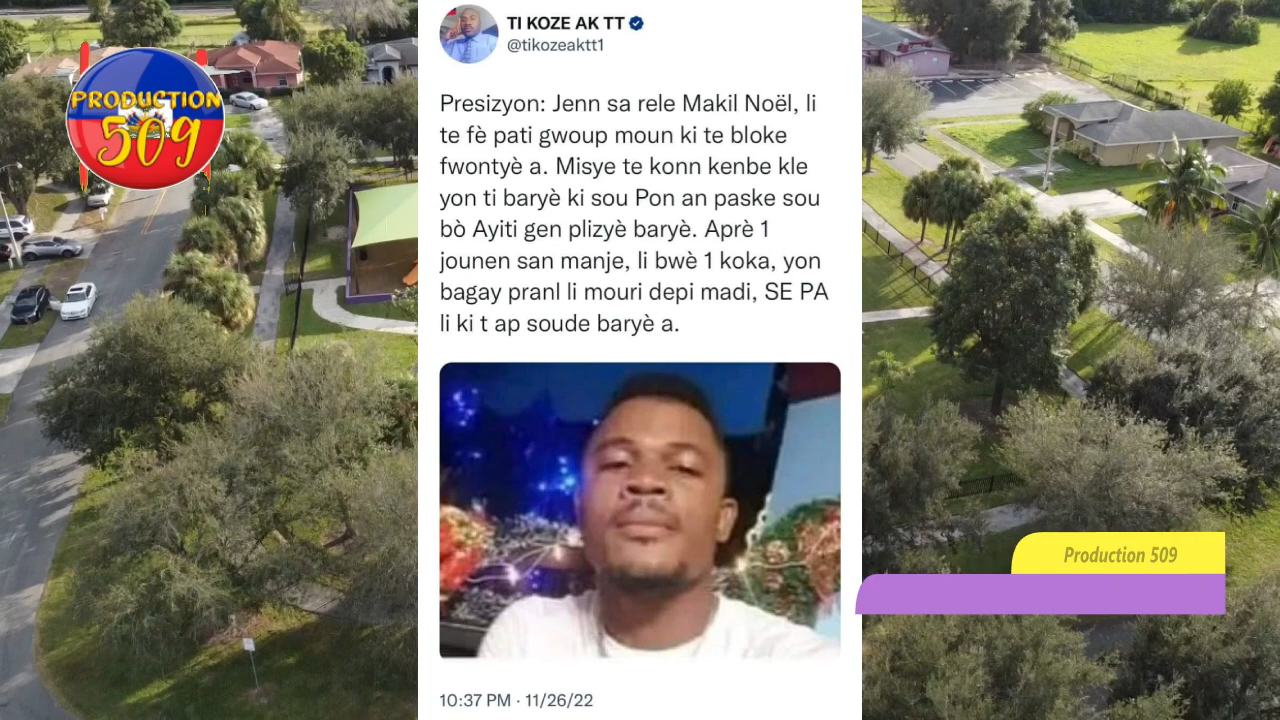 PRODUCTION
509
TI KOZE AK TT
@tikozeaktt1
Presizyon: Jenn sa rele Makil Noël, li
te fè pati gwoup moun ki te bloke
fwontyè a. Misye te konn kenbe kle
yon ti baryè ki sou Pon an paske sou
bò Ayiti gen plizyè baryè. Aprè 1
jounen san manje, li bwè 1 koka, yon
bagay pranl li mouri depi madi, SE PA
li ki t ap soude baryè a.
10:37 PM · 11/26/22
Production 509